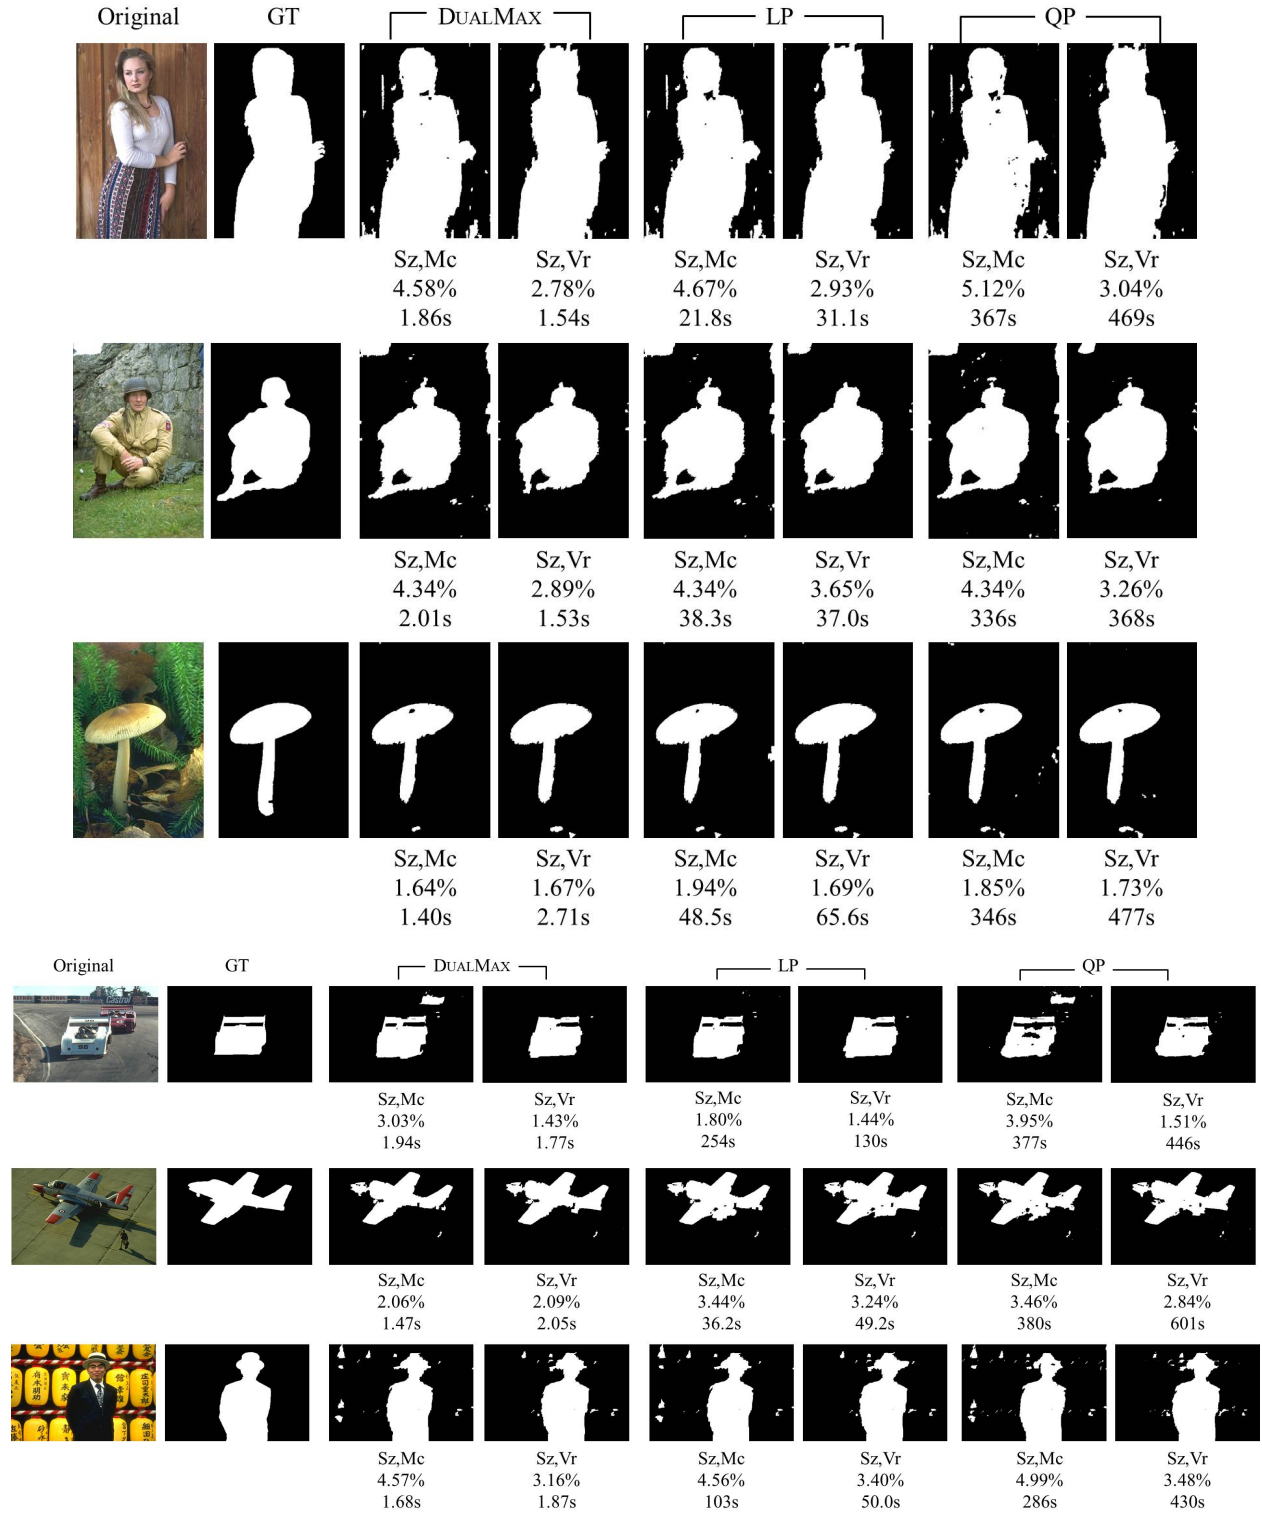 Original GT DUALMAX LP QP
Sz,Mc Sz,Vr Sz,Mc Sz,Vr Sz,Mc Sz,Vr
4.58% 2.78% 4.67% 2.93% 5.12% 3.04%
1.86s 1.54s 21.8s 31.1s 367s 469s
Sz,Mc Sz,Vr Sz,Mc Sz,Vr Sz,Mc Sz,Vr
4.34% 2.89% 4.34% 3.65% 4.34% 3.26%
2.01s 1.53s 38.3s 37.0s 336s 368s
Sz,Mc Sz,Vr Sz,Mc Sz,Vr Sz,Mc Sz,Vr
1.64% 1.67% 1.94% 1.69% 1.85% 1.73%
1.40s 2.71s 48.5s 65.6s 346s 477s
Original GT DUALMAX LP QP
Castrol
Sz,Mc Sz,Vr Sz,Mc Sz,Vr Sz,Mc Sz,Vr
3.03% 1.43% 1.80% 1.44% 3.95% 1.51%
1.94s 1.77s 254s 130s 377s 446s
Sz,Mc Sz,Vr Sz,Mc Sz,Vr Sz,Mc Sz,Vr
2.06% 2.09% 3.44% 3.24% 3.46% 2.84%
1.47s 2.05s 36.2s 49.2s 380s 601s
Sz,Mc Sz,Vr Sz,Mc Sz,Vr Sz,Mc Sz,Vr
4.57% 3.16% 4.56% 3.40% 4.99% 3.48%
1.68s 1.87s 103s 50.0s 286s 430s